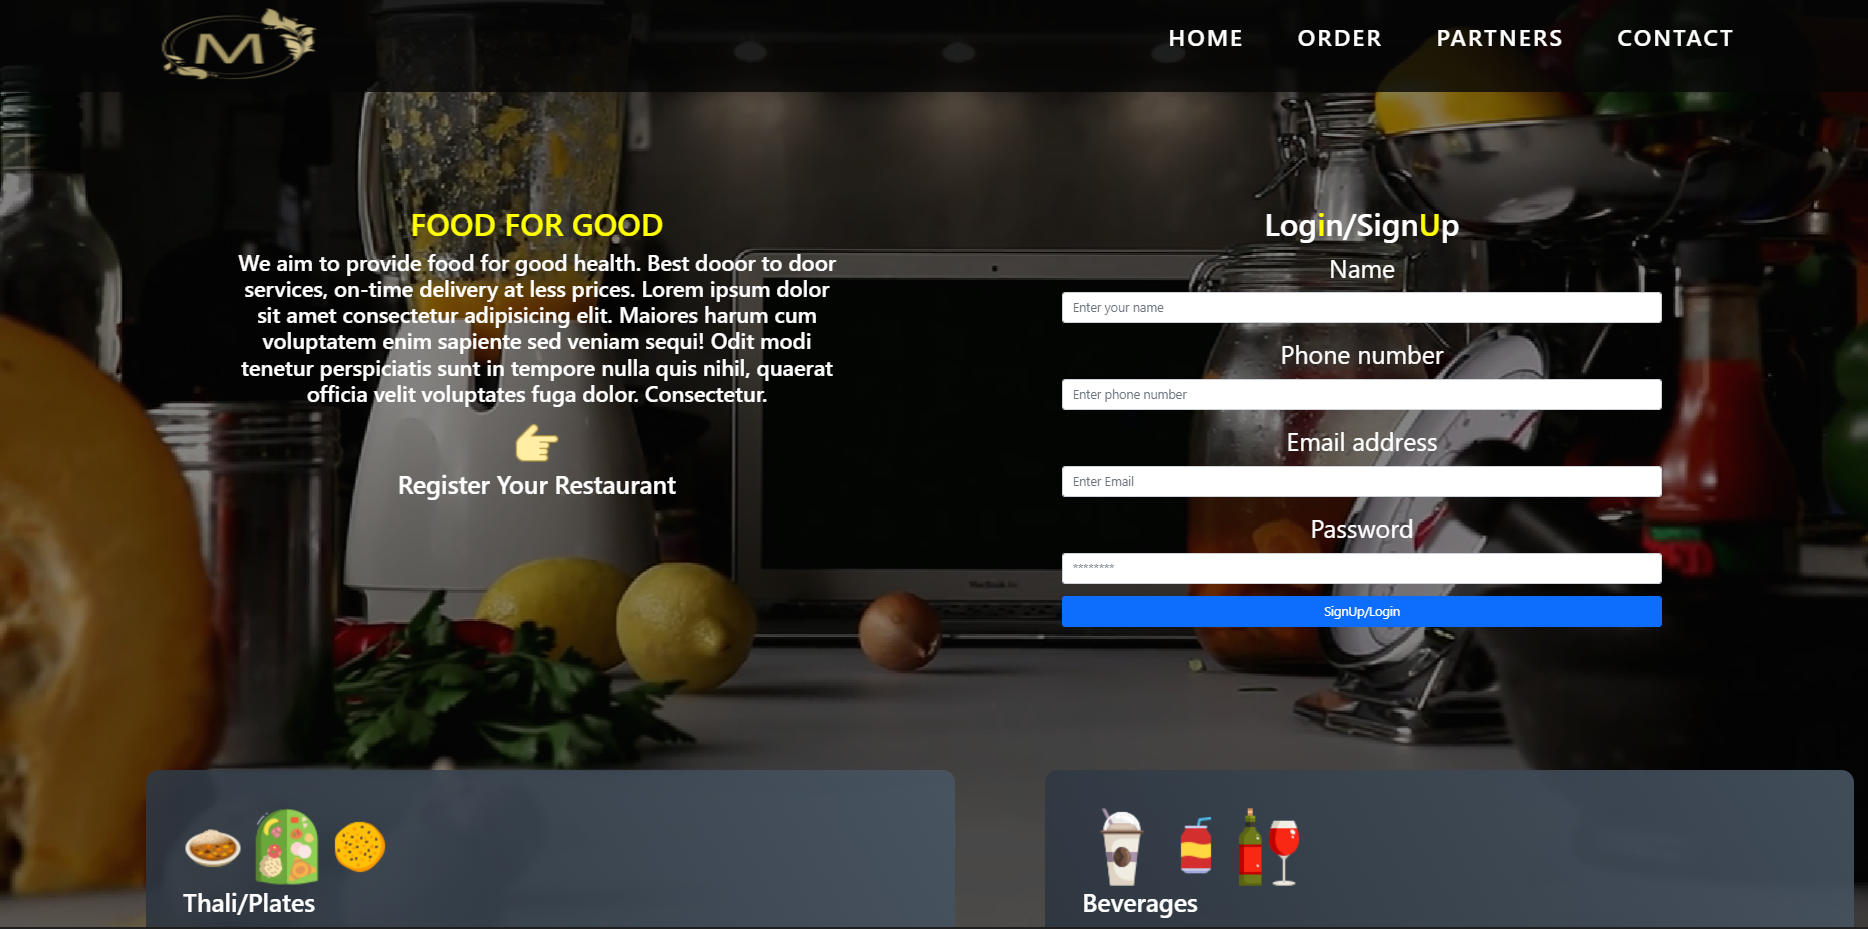 M
HOME ORDER PARTNERS CONTACT
FOOD FOR GOOD
We aim to provide food for good health. Best dooor to door
services, on-time delivery at less prices. Lorem ipsum dolor
sit amet consectetur adipisicing elit. Maiores harum cum
voluptatem enim sapiente sed veniam sequi! Odit modi
tenetur perspiciatis sunt in tempore nulla quis nihil, quaerat
officia velit voluptates fuga dolor. Consectetur.
Register Your Restaurant
Login/SignUp
Name
Enter your name
Phone number
Enter phone number
Email address
Enter Email
Password
********
SignUp/Login
MacBook Air
Thali/Plates
Beverages